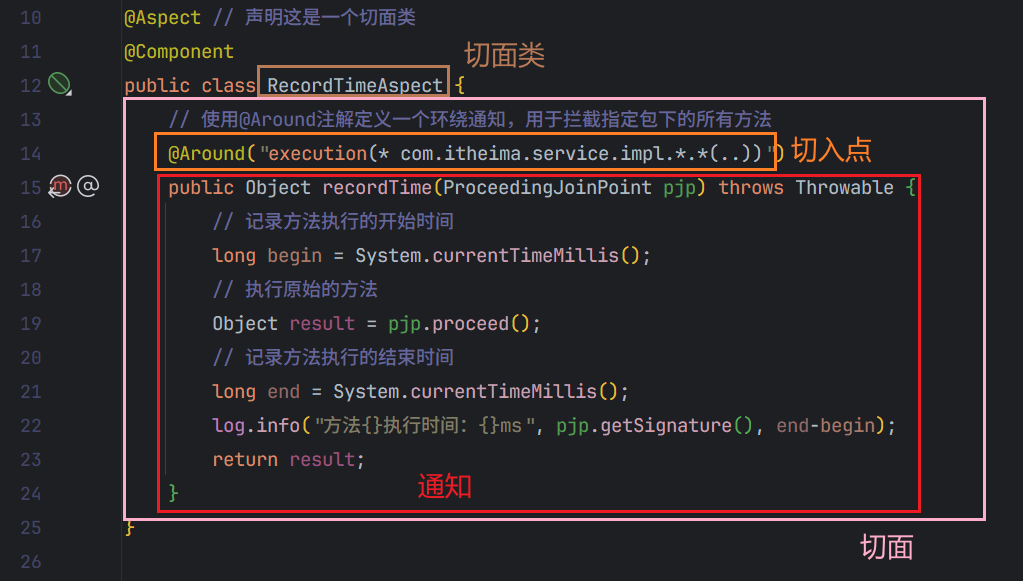 10 @Aspect // 声明这是一个切面类
11 @Component
切面类
12 public class RecordTimeAspect {
13 // 使用@Around注解定义一个环绕通知，用于拦截指定包下的所有方法
14 @Around("execution(* com.itheima.service.impl.*.*(..))") 切入点
15 public Object recordTime(ProceedingJoinPoint pjp) throws Throwable {
16 // 记录方法执行的开始时间
17 long begin = System.currentTimeMillis();
18 // 执行原始的方法
19 Object result = pjp.proceed();
20 // 记录方法执行的结束时间
21 long end = System.currentTimeMillis();
22 log.info("方法{}执行时间：{}ms", pjp.getSignature(), end-begin);
23 return result;
24 }
通知
25 }
切面
26